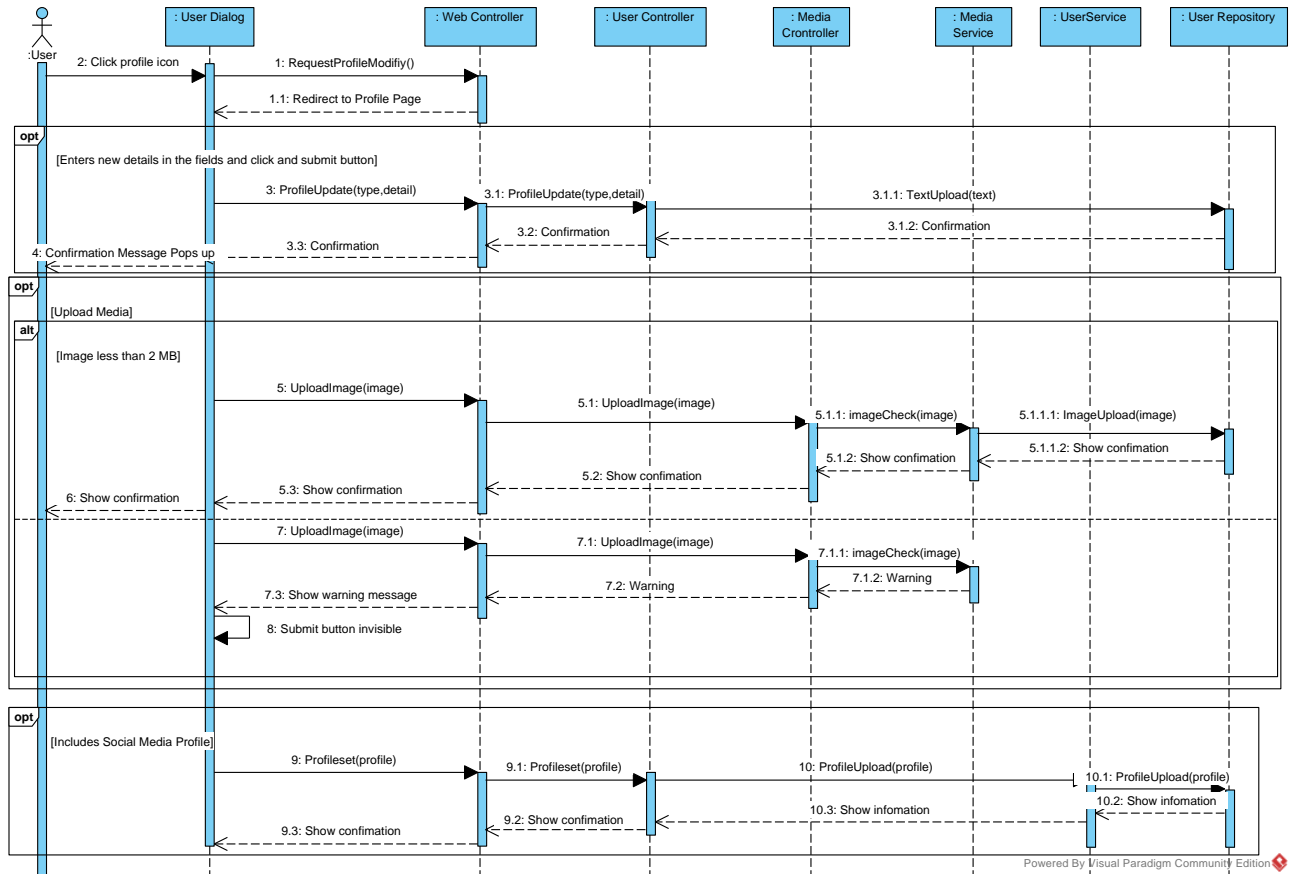 : User Dialog
: Web Controller
: User Controller
: Media
Crontroller
: Media
Service
: UserService
: User Repository
:User
2: Click profile icon
1: RequestProfileModifiy()
1.1: Redirect to Profile Page
opt
[Enters new details in the fields and click and submit button]
3: ProfileUpdate(type,detail)
3.1: ProfileUpdate(type,detail)
3.1.1: TextUpload(text)
3.1.2: Confirmation
3.2: Confirmation
3.3: Confirmation
4: Confirmation Message Pops up
opt
[Upload Media]
alt
[Image less than 2 MB]
5: UploadImage(image)
5.1: UploadImage(image)
5.1.1: imageCheck(image)
5.1.1.1: ImageUpload(image)
5.1.1.2: Show confimation
5.1.2: Show confimation
5.2: Show confimation
5.3: Show confirmation
6: Show confirmation
7: UploadImage(image)
7.1: UploadImage(image)
7.1.1: imageCheck(image)
7.1.2: Warning
7.2: Warning
7.3: Show warning message
8: Submit button invisible
opt
[Includes Social Media Profile]
9: Profileset(profile)
9.1: Profileset(profile)
10: ProfileUpload(profile)
10.1: ProfileUpload(profile)
10.2: Show infomation
10.3: Show infomation
9.2: Show confimation
9.3: Show confimation
Powered By Visual Paradigm Community Edition